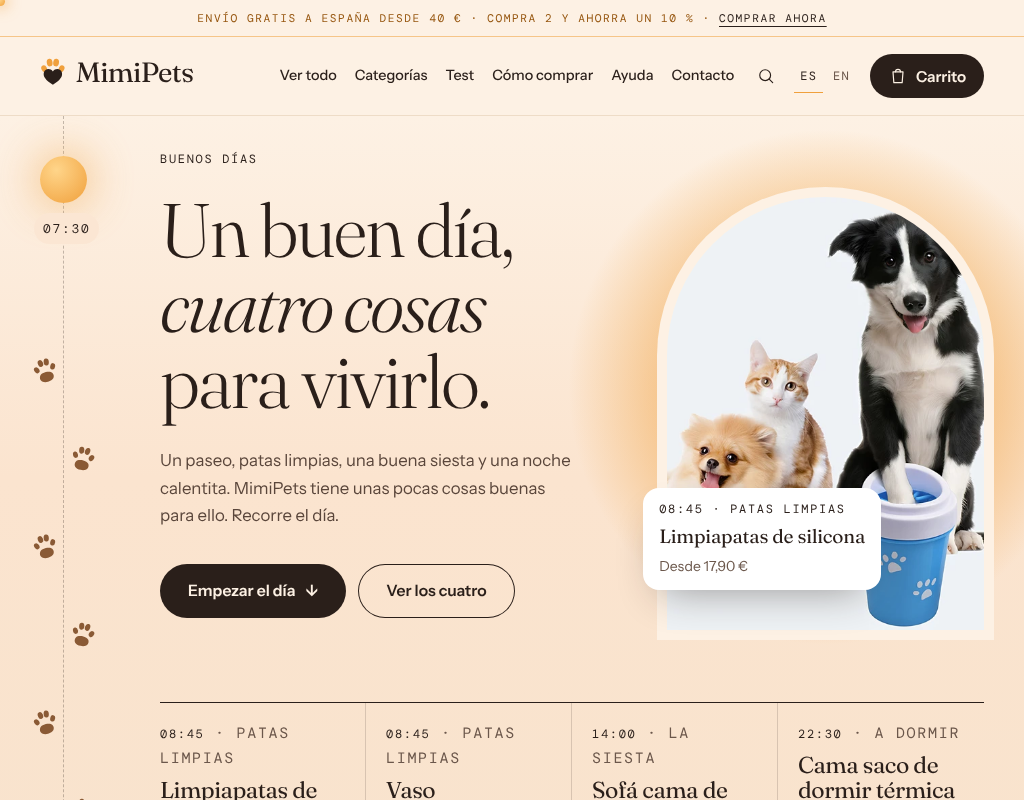 ENVÍO GRATIS A ESPAÑA DESDE 40 € · COMPRA 2 Y AHORRA UN 10 % · COMPRAR AHORA
MimiPets
Ver todo
Categorías
Test
Cómo comprar
Ayuda
Contacto
ES
EN
Carrito
07:30
BUENOS DÍAS
Un buen día,
cuatro cosas
para vivirlo.
Un paseo, patas limpias, una buena siesta y una noche
calentita. MimiPets tiene unas pocas cosas buenas
para ello. Recorre el día.
Empezar el día
Ver los cuatro
08:45 · PATAS LIMPIAS
Limpiapatas de silicona
Desde 17,90 €
08:45 · PATAS
LIMPIAS
Limpiapatas de
08:45 · PATAS
LIMPIAS
Vaso
14:00 · LA
SIESTA
Sofá cama de
22:30 · A DORMIR
Cama saco de
dormir térmica